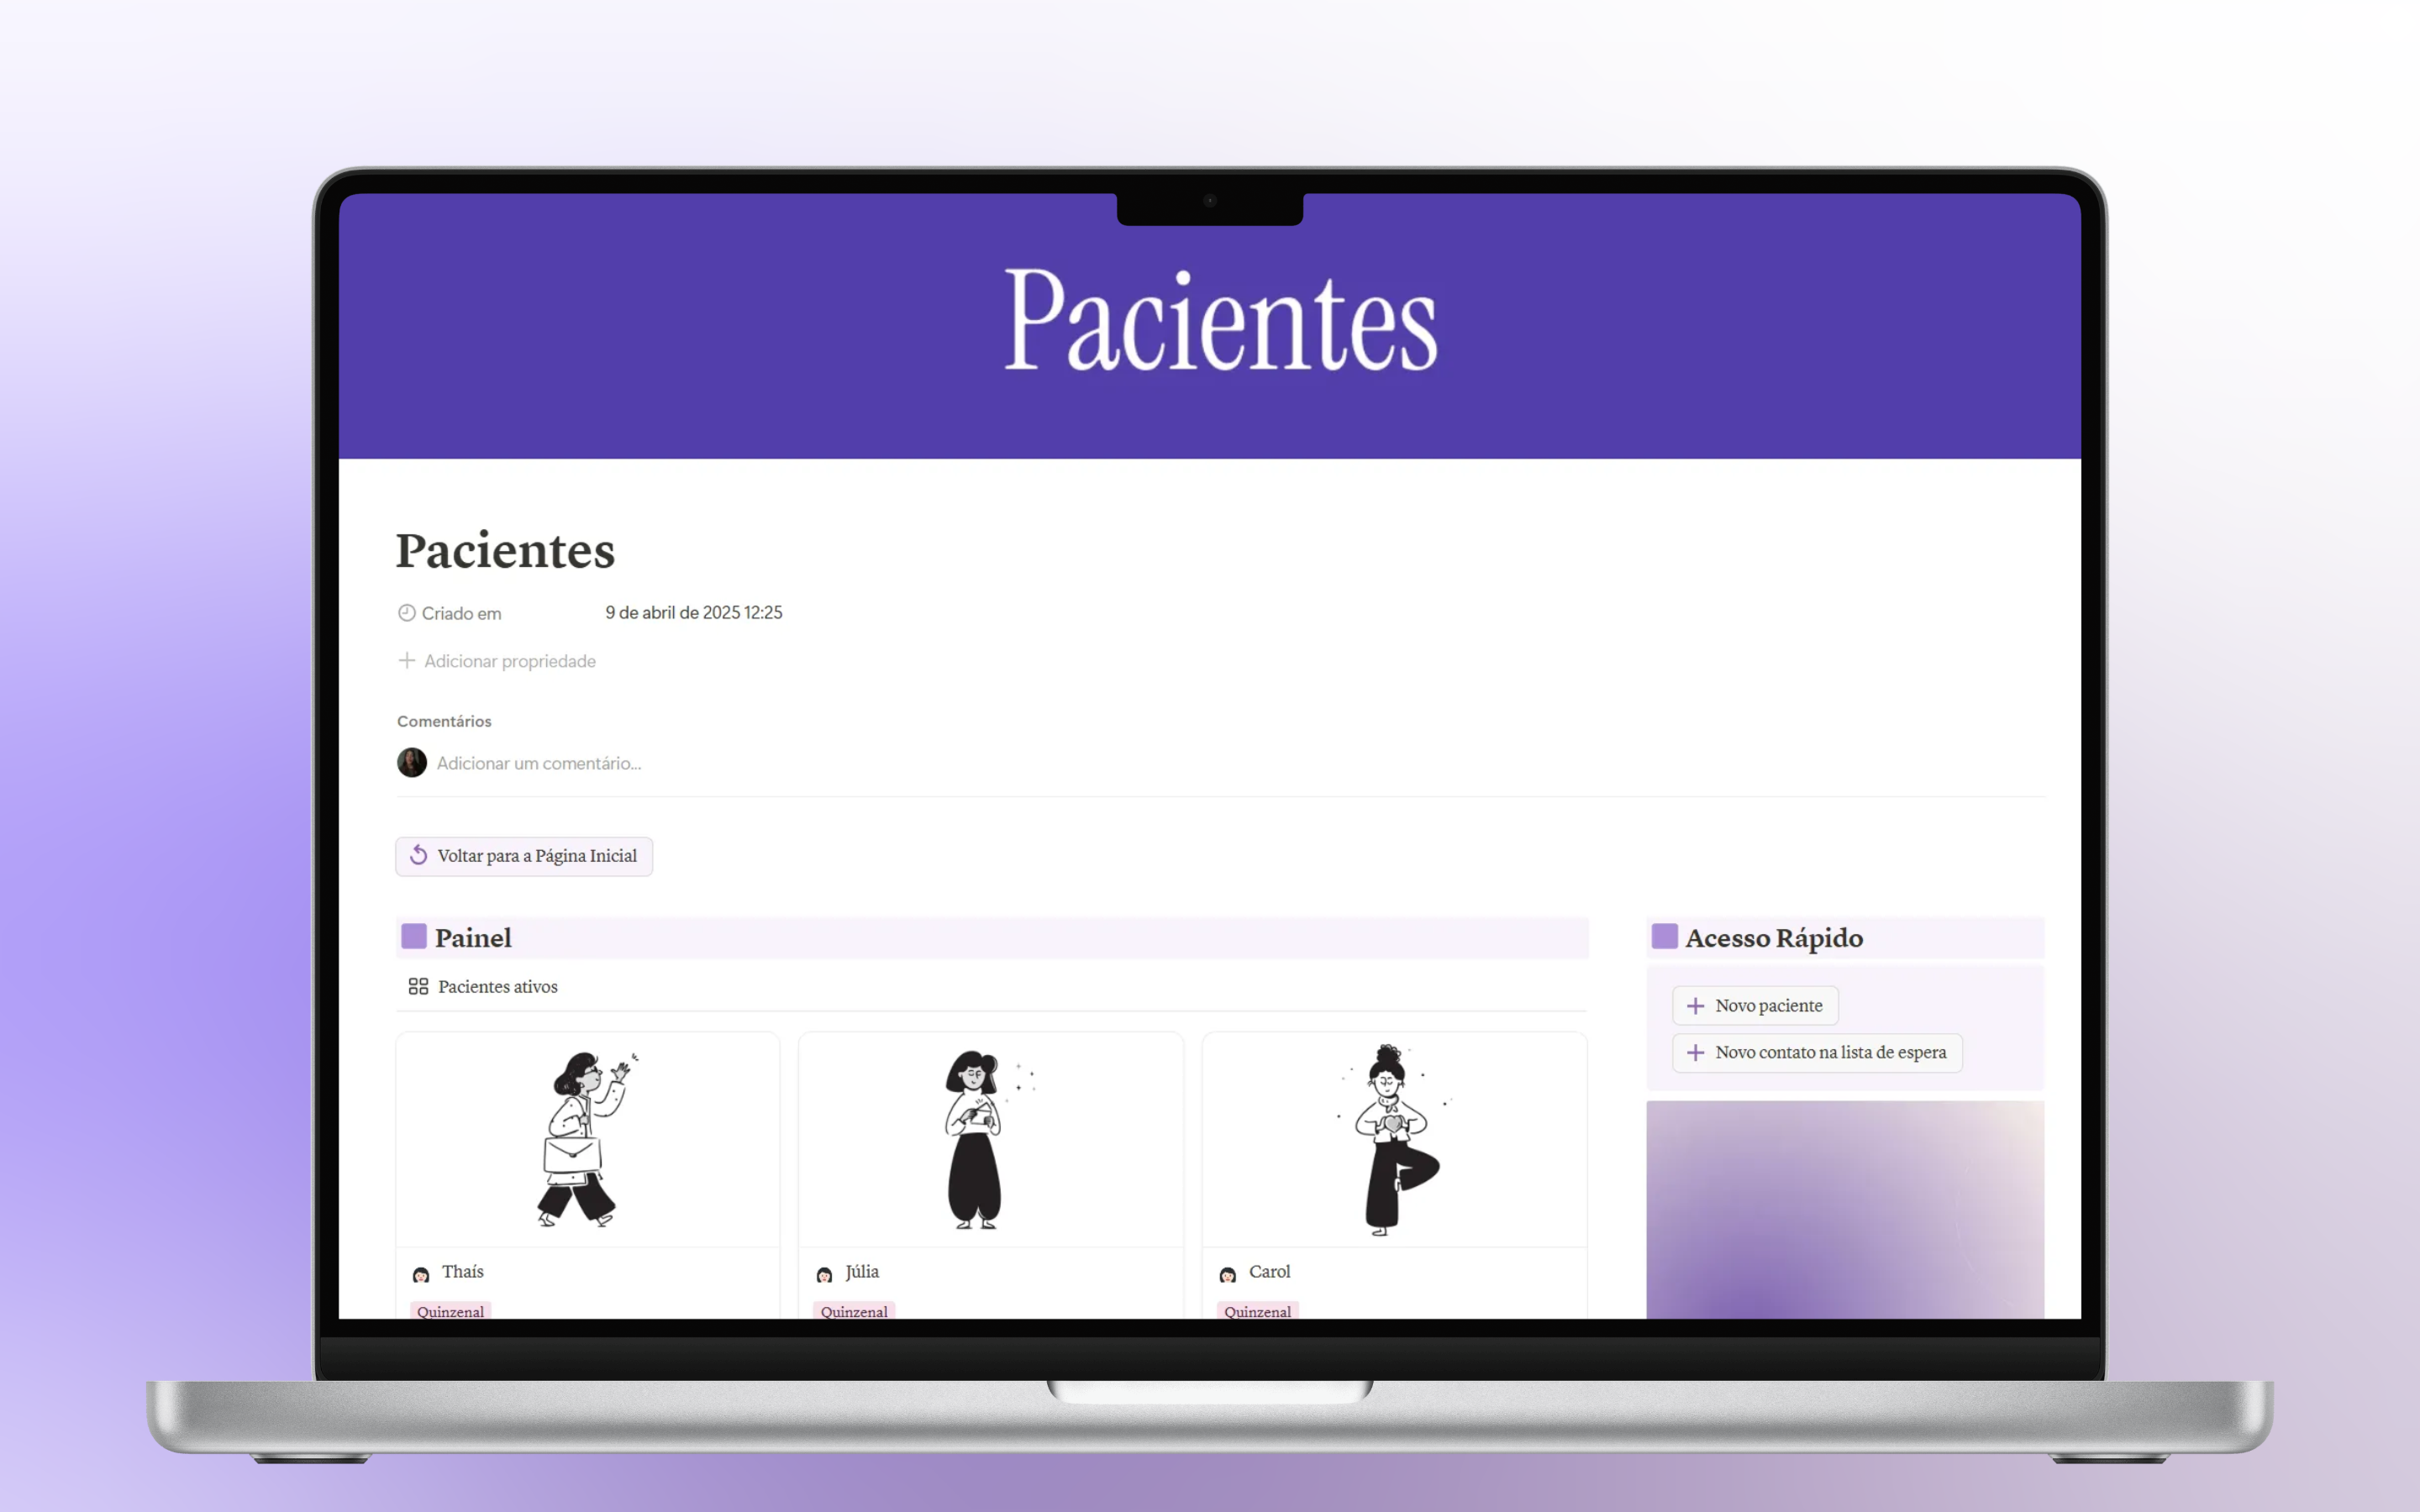 Pacientes
Pacientes
Criado em 9 de abril de 2025 12:25
Adicionar propriedade
Comentários
Adicionar um comentário...
Voltar para a Página Inicial
Painel
Pacientes ativos
Thaís
Quinzenal
Júlia
Quinzenal
Carol
Quinzenal
Acesso Rápido
Novo paciente
Novo contato na lista de espera